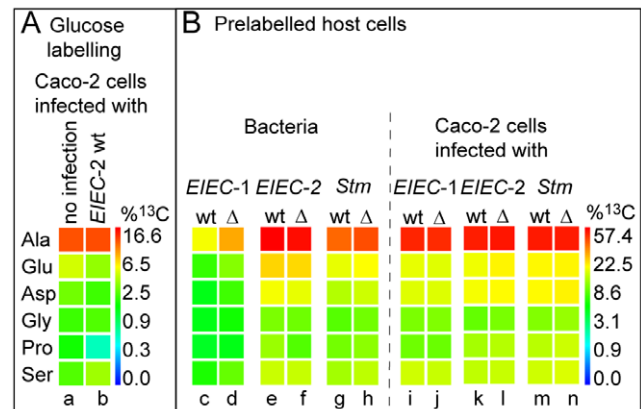 A Glucose labelling
Caco-2 cells infected with
no infection
EIEC-2 wt
%13C
16.6
6.5
2.5
0.9
0.3
0.0
Ala
Glu
Asp
Gly
Pro
Ser
a b
B Prelabelled host cells
Bacteria
EIEC-1 EIEC-2 Stm
wt Δ wt Δ wt Δ
Caco-2 cells infected with
EIEC-1 EIEC-2 Stm
wt Δ wt Δ wt Δ
%13C
57.4
22.5
8.6
3.1
0.9
0.0
c d e f g h i j k l m n